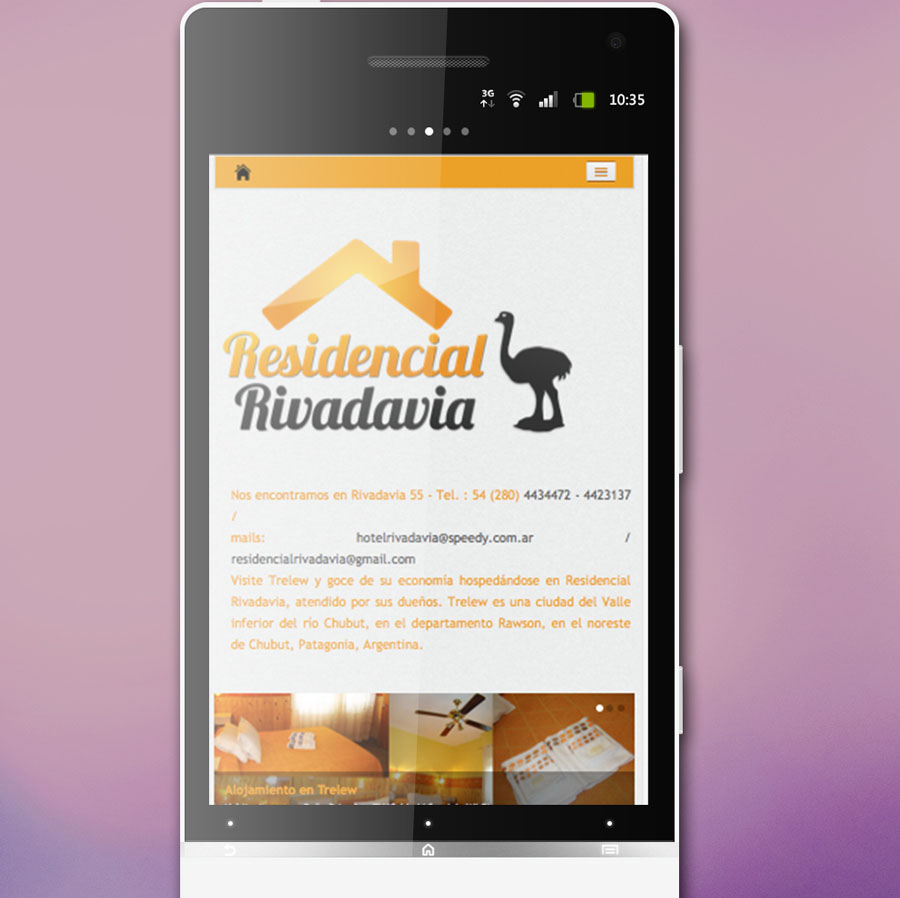 3G
10:35
Residencial
Rivadavia
Nos encontramos en Rivadavia 55 - Tel. : 54 (280) 4434472 - 4423137
/
mails: hotelrivadavia@speedy.com.ar /
residencialrivadavia@gmail.com
Visite Trelew y goce de su economía hospedándose en Residencial
Rivadavia, atendido por sus dueños. Trelew es una ciudad del Valle
inferior del río Chubut, en el departamento Rawson, en el noreste
de Chubut, Patagonia, Argentina.
Alojamiento en Trelew